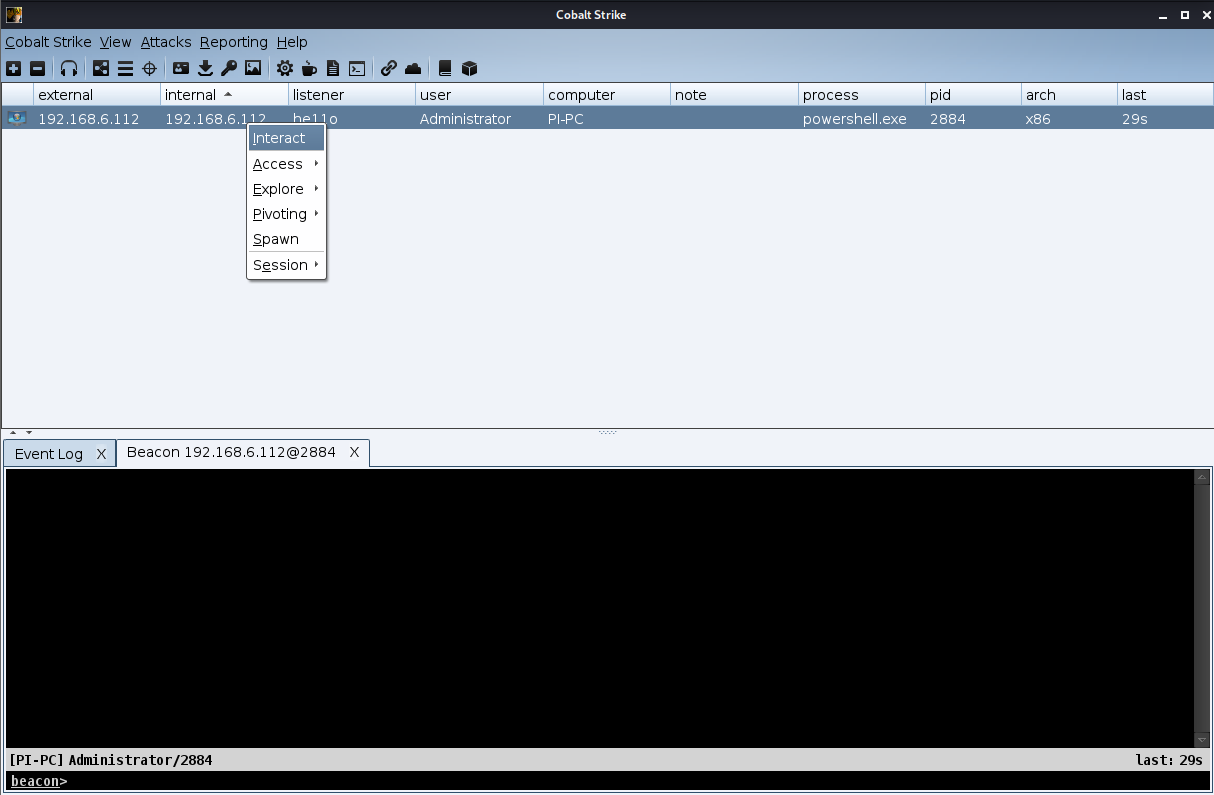 Cobalt Strike
Cobalt Strike View Attacks Reporting Help
external internal listener user computer note process pid arch last
192.168.6.112 192.168.6.112 he11o Administrator PI-PC powershell.exe 2884 x86 29s
Interact
Access
Explore
Pivoting
Spawn
Session
Event Log X Beacon 192.168.6.112@2884 X
[PI-PC] Administrator/2884 last: 29s
beacon>